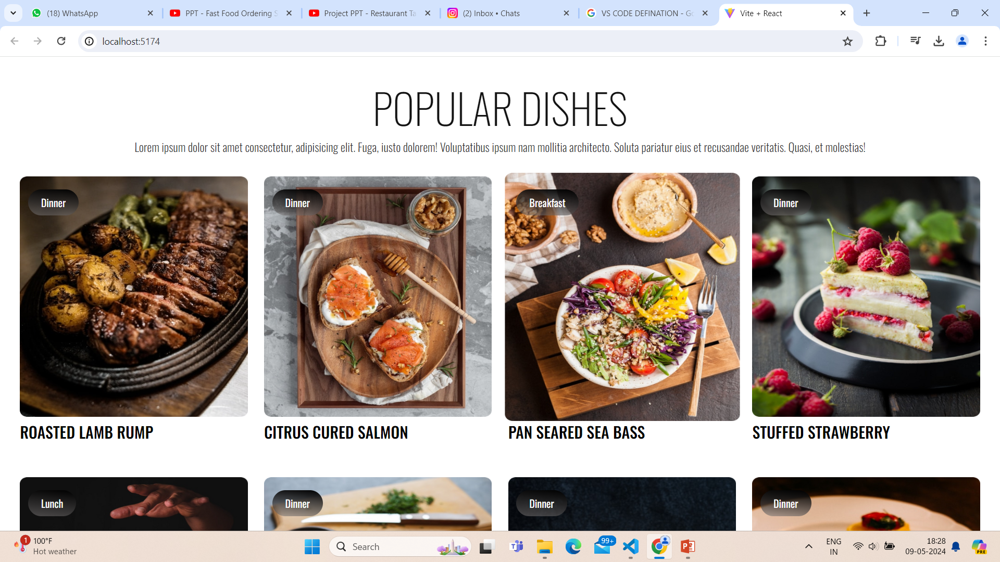 (18) WhatsApp
PPT - Fast Food Ordering S
Project PPT - Restaurant Ta
(2) Inbox • Chats
VS CODE DEFINATION - Go
Vite + React
localhost:5174
POPULAR DISHES
Lorem ipsum dolor sit amet consectetur, adipisicing elit. Fuga, iusto dolorem! Voluptatibus ipsum nam mollitia architecto. Soluta pariatur eius et recusandae veritatis. Quasi, et molestias!
Dinner
Dinner
Breakfast
Dinner
ROASTED LAMB RUMP
CITRUS CURED SALMON
PAN SEARED SEA BASS
STUFFED STRAWBERRY
Lunch
Dinner
Dinner
Dinner
1
100°F
Hot weather
Search
99+
ENG
IN
18:28
09-05-2024
PRE